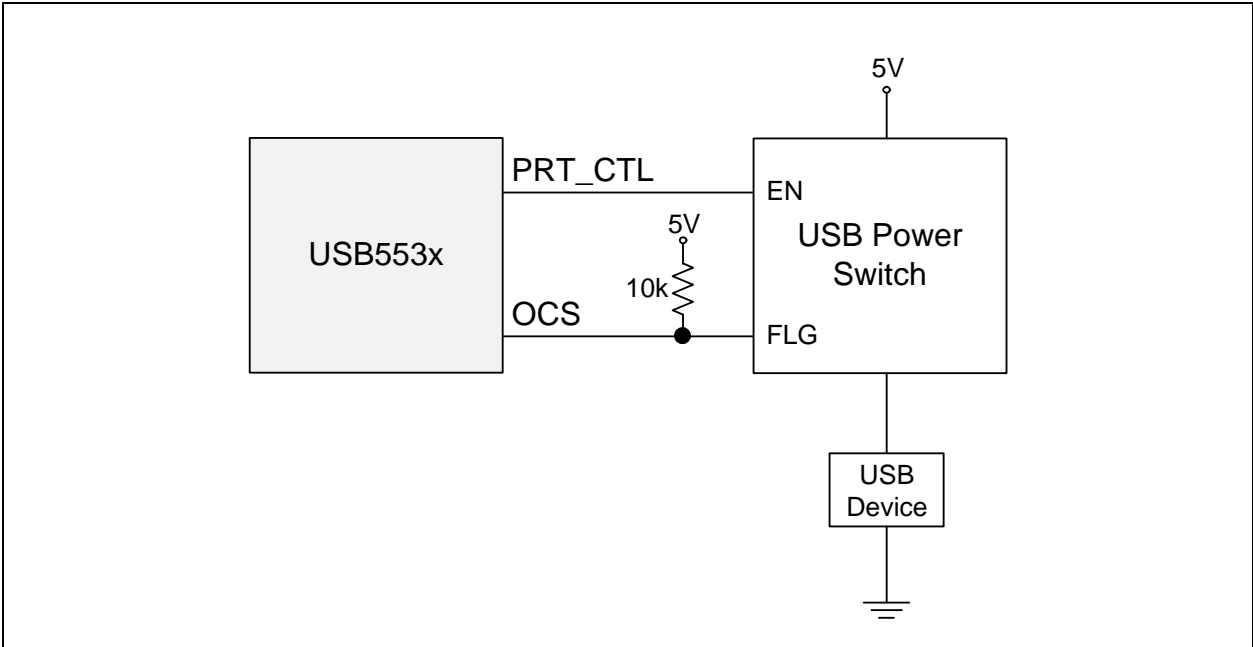 5V
PRT_CTL
EN
5V
USB553x
USB Power
Switch
10k
OCS
FLG
USB
Device